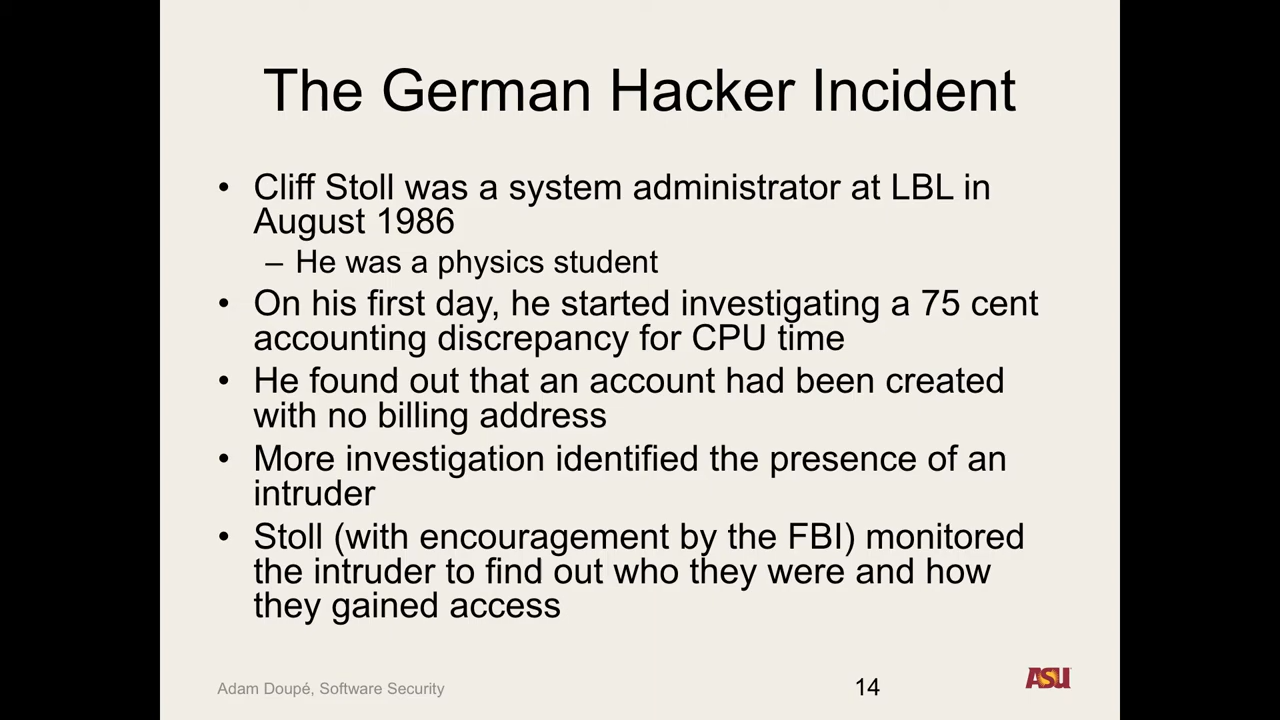 The German Hacker Incident
• Cliff Stoll was a system administrator at LBL in
August 1986
– He was a physics student
• On his first day, he started investigating a 75 cent
accounting discrepancy for CPU time
• He found out that an account had been created
with no billing address
• More investigation identified the presence of an
intruder
• Stoll (with encouragement by the FBI) monitored
the intruder to find out who they were and how
they gained access
Adam Doupé, Software Security
14
ASU